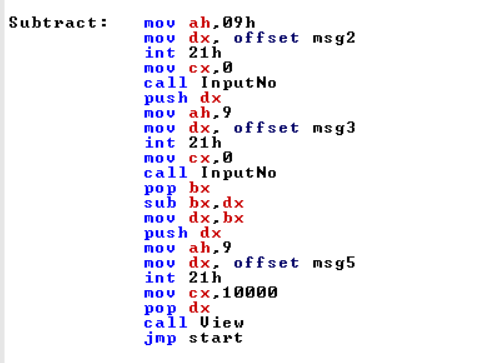 Subtract:   mov ah,09h
            mov dx, offset msg2
            int 21h
            mov cx,0
            call InputNo
            push dx
            mov ah,9
            mov dx, offset msg3
            int 21h
            mov cx,0
            call InputNo
            pop bx
            sub bx,dx
            mov dx,bx
            push dx
            mov ah,9
            mov dx, offset msg5
            int 21h
            mov cx,10000
            pop dx
            call View
            jmp start